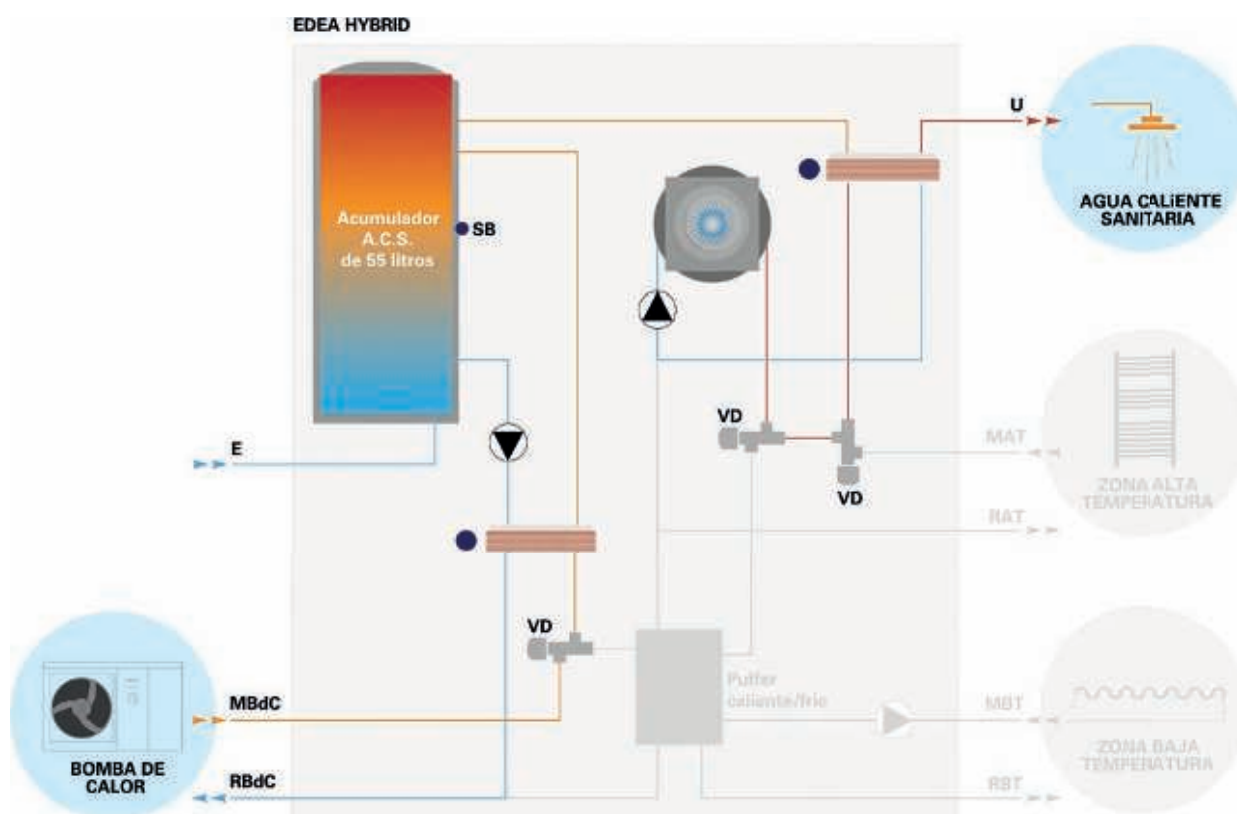 EDEA HYBRID
U
AGUA CALIENTE
SANITARIA
Acumulador
A.C.S.
de 55 litros
SB
E
VD
VD
MAT
ZONA ALTA
TEMPERATURA
RAT
VD
Puffer
caliente/frio
MBdC
MBT
ZONA BAJA
TEMPERATURA
BOMBA DE
CALOR
RBdC
RBT